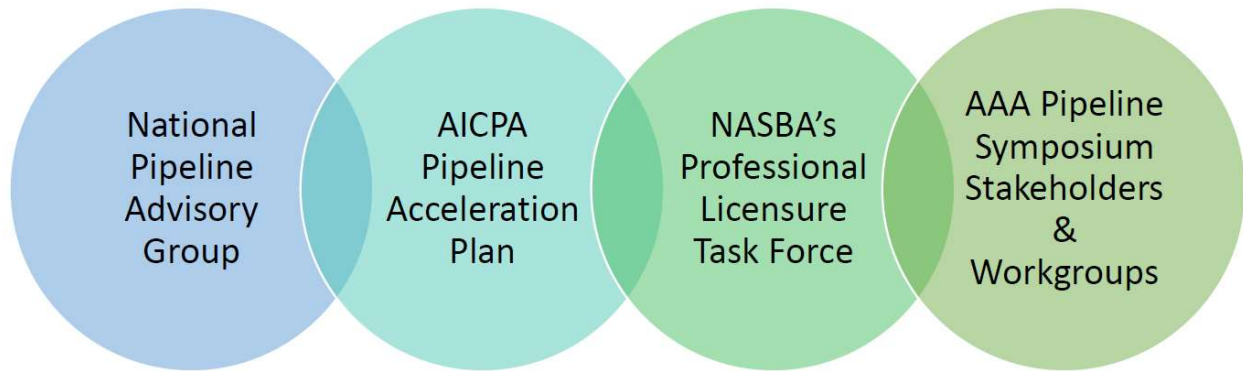 National
Pipeline
Advisory
Group
AICPA
Pipeline
Acceleration
Plan
NASBA’s
Professional
Licensure
Task Force
AAA Pipeline
Symposium
Stakeholders
&
Workgroups